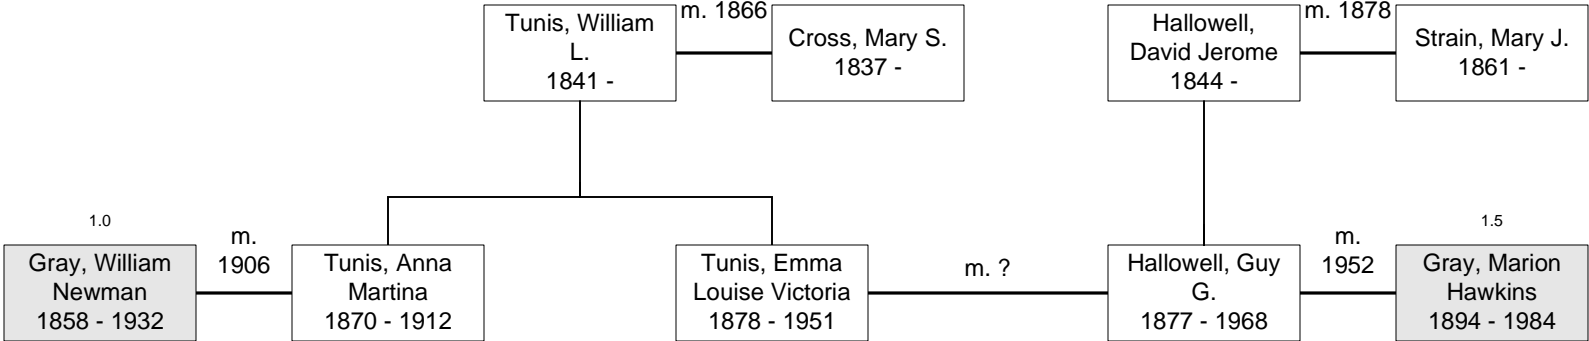 Tunis, William
L.
1841 -
m. 1866
Cross, Mary S.
1837 -
Hallowell,
David Jerome
1844 -
m. 1878
Strain, Mary J.
1861 -
1.0
Gray, William
Newman
1858 - 1932
m.
1906
Tunis, Anna
Martina
1870 - 1912
Tunis, Emma
Louise Victoria
1878 - 1951
m. ?
Hallowell, Guy
G.
1877 - 1968
m.
1952
1.5
Gray, Marion
Hawkins
1894 - 1984